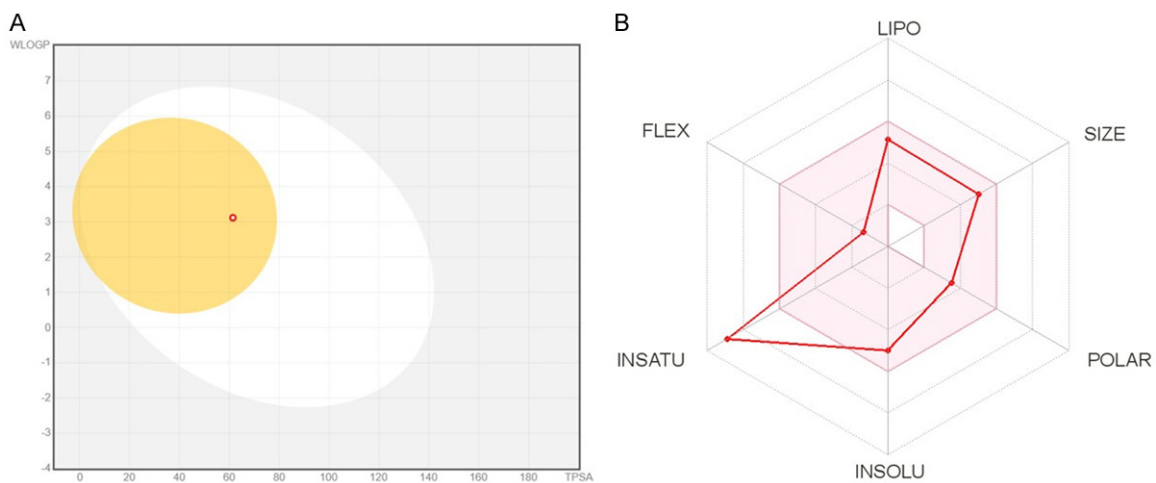 A
WLOGP
7
6
5
4
3
2
1
0
-1
-2
-3
-4
0 20 40 60 80 100 120 140 160 180 TPSA
B
LIPO
FLEX
SIZE
INSATU
POLAR
INSOLU